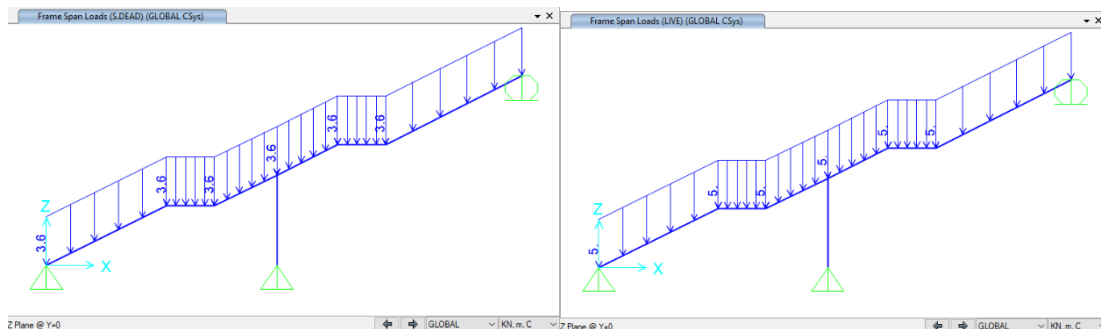 Frame Span Loads (S.DEAD) (GLOBAL CSys)
3.6
3.6
3.6
3.6
3.6
3.6
Z
X
Z Plane @ Y=0
GLOBAL
KN, m, C
Frame Span Loads (LIVE) (GLOBAL CSys)
5.
5.
5.
5.
5.
5.
Z
X
Z Plane @ Y=0
GLOBAL
KN, m, C